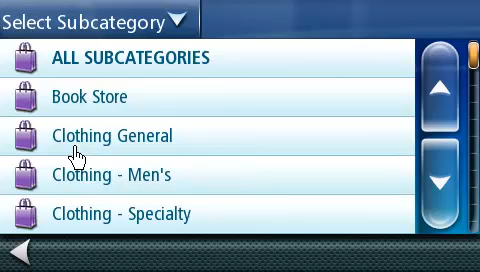 Select Subcategory
ALL SUBCATEGORIES
Book Store
Clothing General
Clothing - Men's
Clothing - Specialty